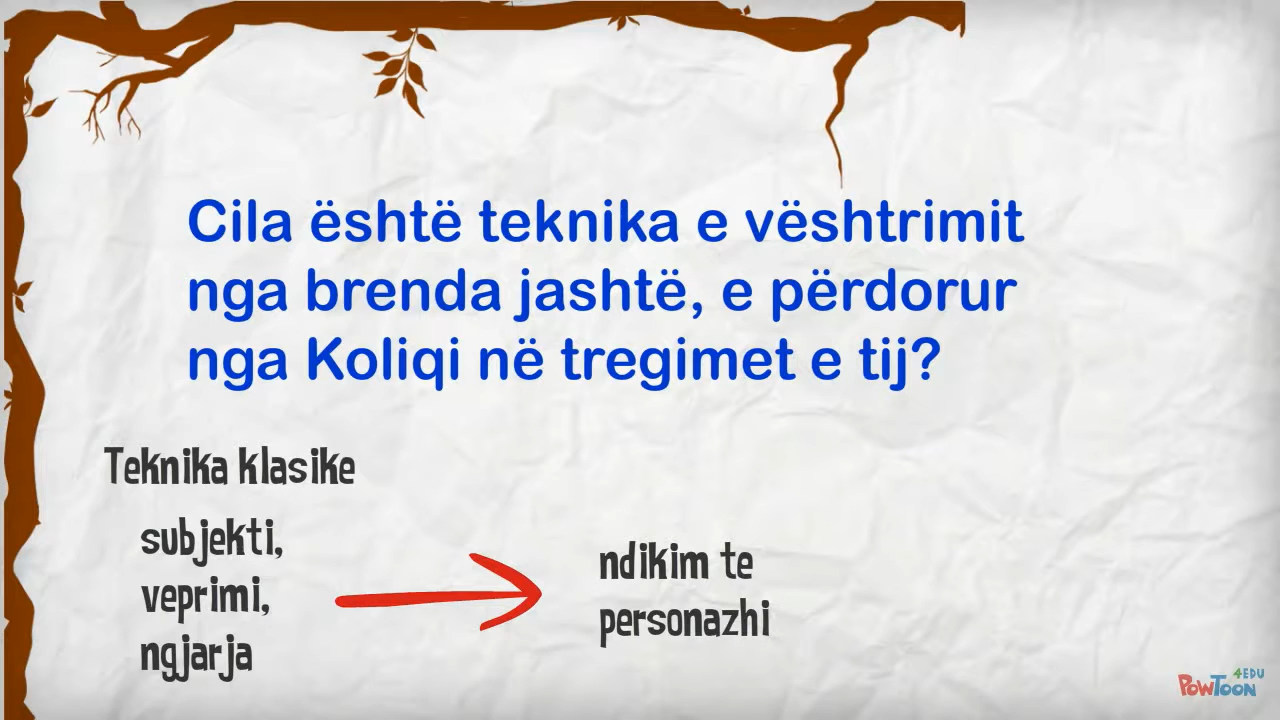 Cila është teknika e vështrimit
nga brenda jashtë, e përdorur
nga Koliqi në tregimet e tij?
Teknika klasike
subjekti,
veprimi,
ngjarja
ndikim te
personazhi
4EDU
POWTOON